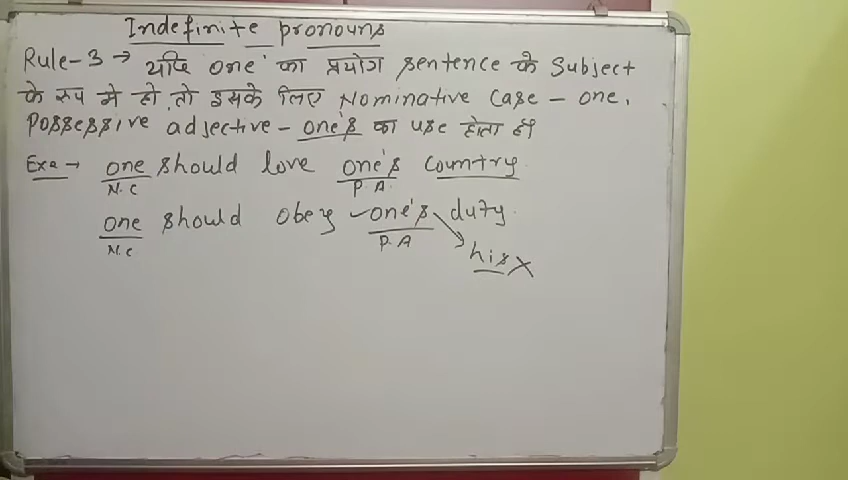 Indefinite pronouns
Rule-3 → यदि one' का प्रयोग sentence के Subject
के रुप मे हो, तो इसके लिए Nominative Case - one,
Possessive adjective - one's का use होता है।
Exa → one should love one's country
N.C P.A.
one should obey one's duty.
N.C P.A
his X